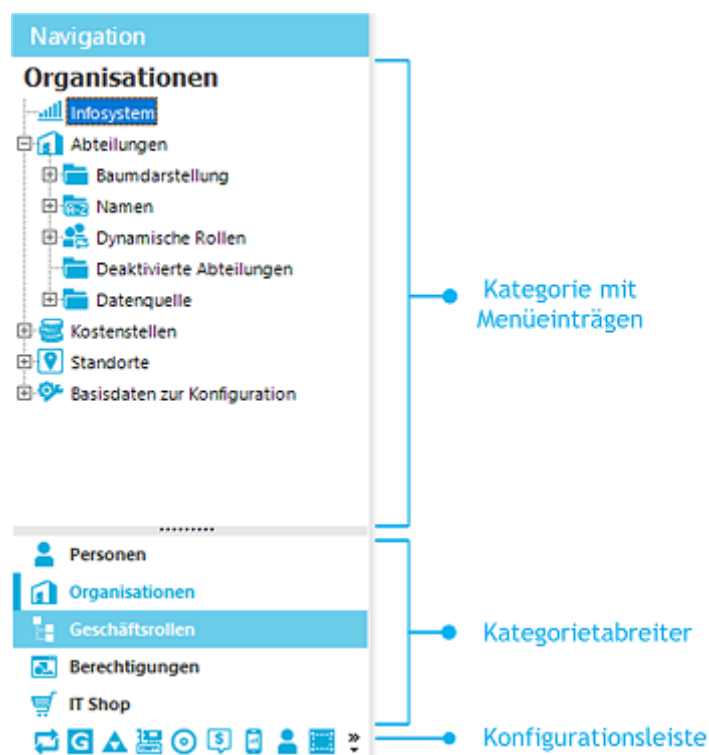 Navigation
Organisationen
Infosystem
Abteilungen
Baumdarstellung
Namen
Dynamische Rollen
Deaktivierte Abteilungen
Datenquelle
Kostenstellen
Standorte
Basisdaten zur Konfiguration
Kategorie mit
Menüeinträgen
Personen
Organisationen
Geschäftsrollen
Berechtigungen
IT Shop
Kategorietabreiter
Konfigurationsleiste